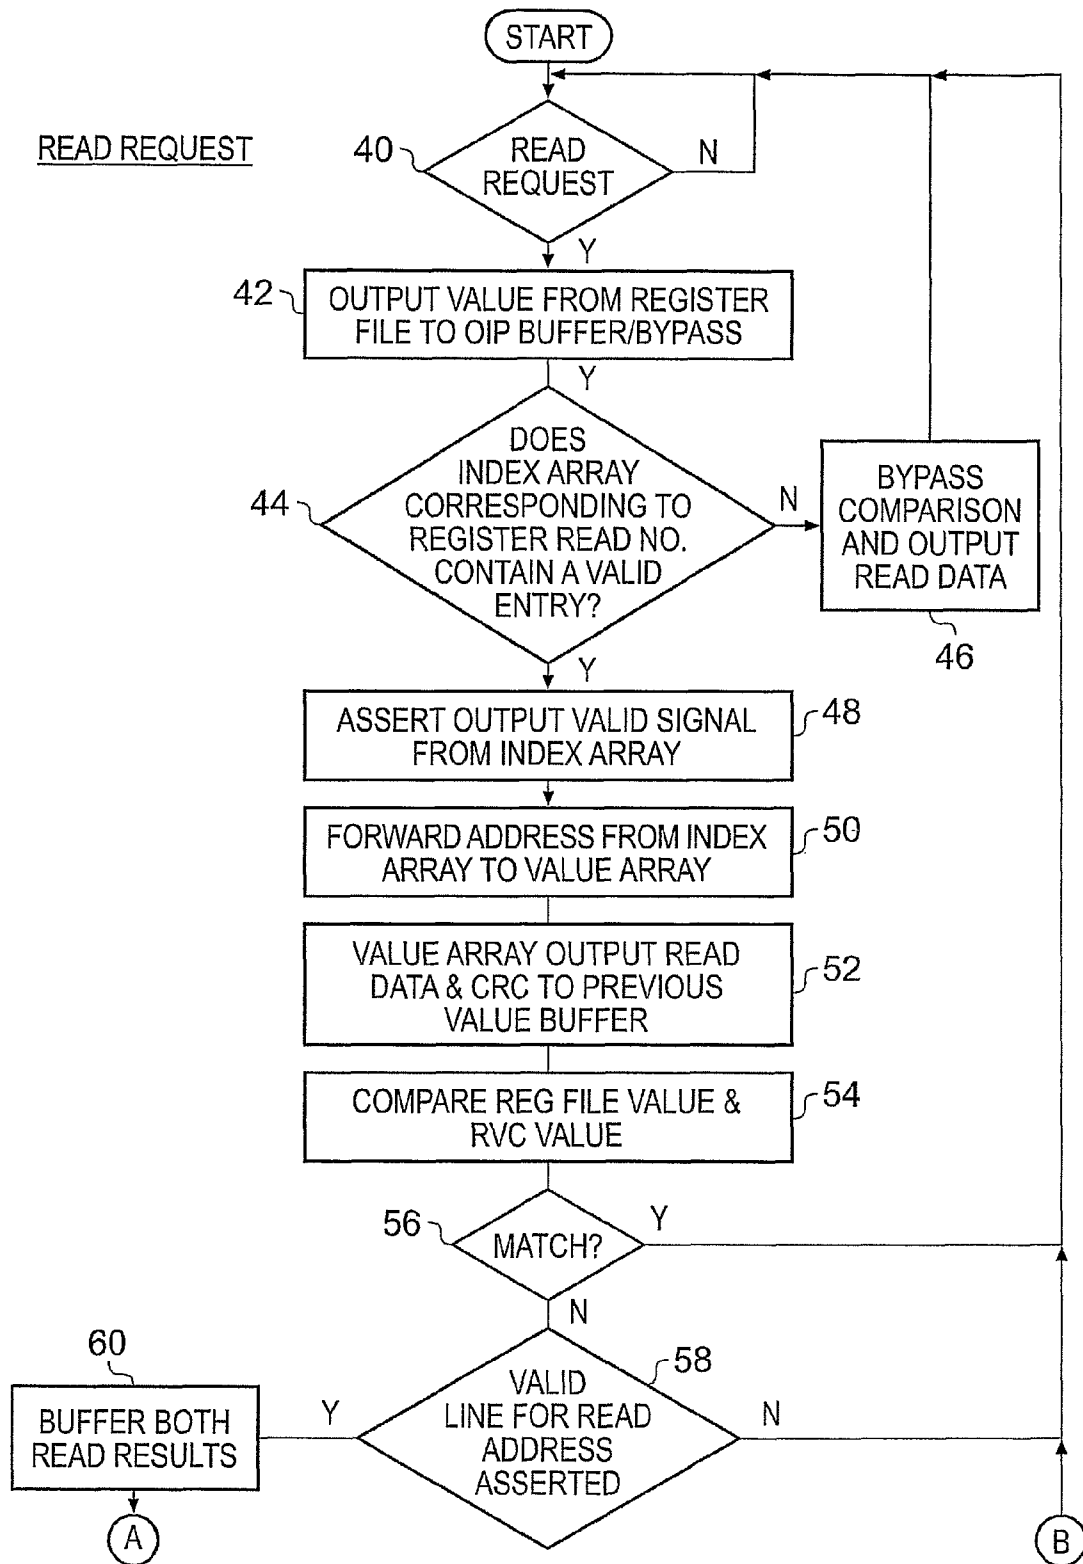 START
READ REQUEST
40
READ
REQUEST
N
Y
42
OUTPUT VALUE FROM REGISTER
FILE TO OIP BUFFER/BYPASS
Y
44
DOES
INDEX ARRAY
CORRESPONDING TO
REGISTER READ NO.
CONTAIN A VALID
ENTRY?
N
BYPASS
COMPARISON
AND OUTPUT
READ DATA
46
Y
ASSERT OUTPUT VALID SIGNAL
FROM INDEX ARRAY
48
FORWARD ADDRESS FROM INDEX
ARRAY TO VALUE ARRAY
50
VALUE ARRAY OUTPUT READ
DATA & CRC TO PREVIOUS
VALUE BUFFER
52
COMPARE REG FILE VALUE &
RVC VALUE
54
56
MATCH?
Y
N
60
BUFFER BOTH
READ RESULTS
Y
58
VALID
LINE FOR READ
ADDRESS
ASSERTED
N
A
B